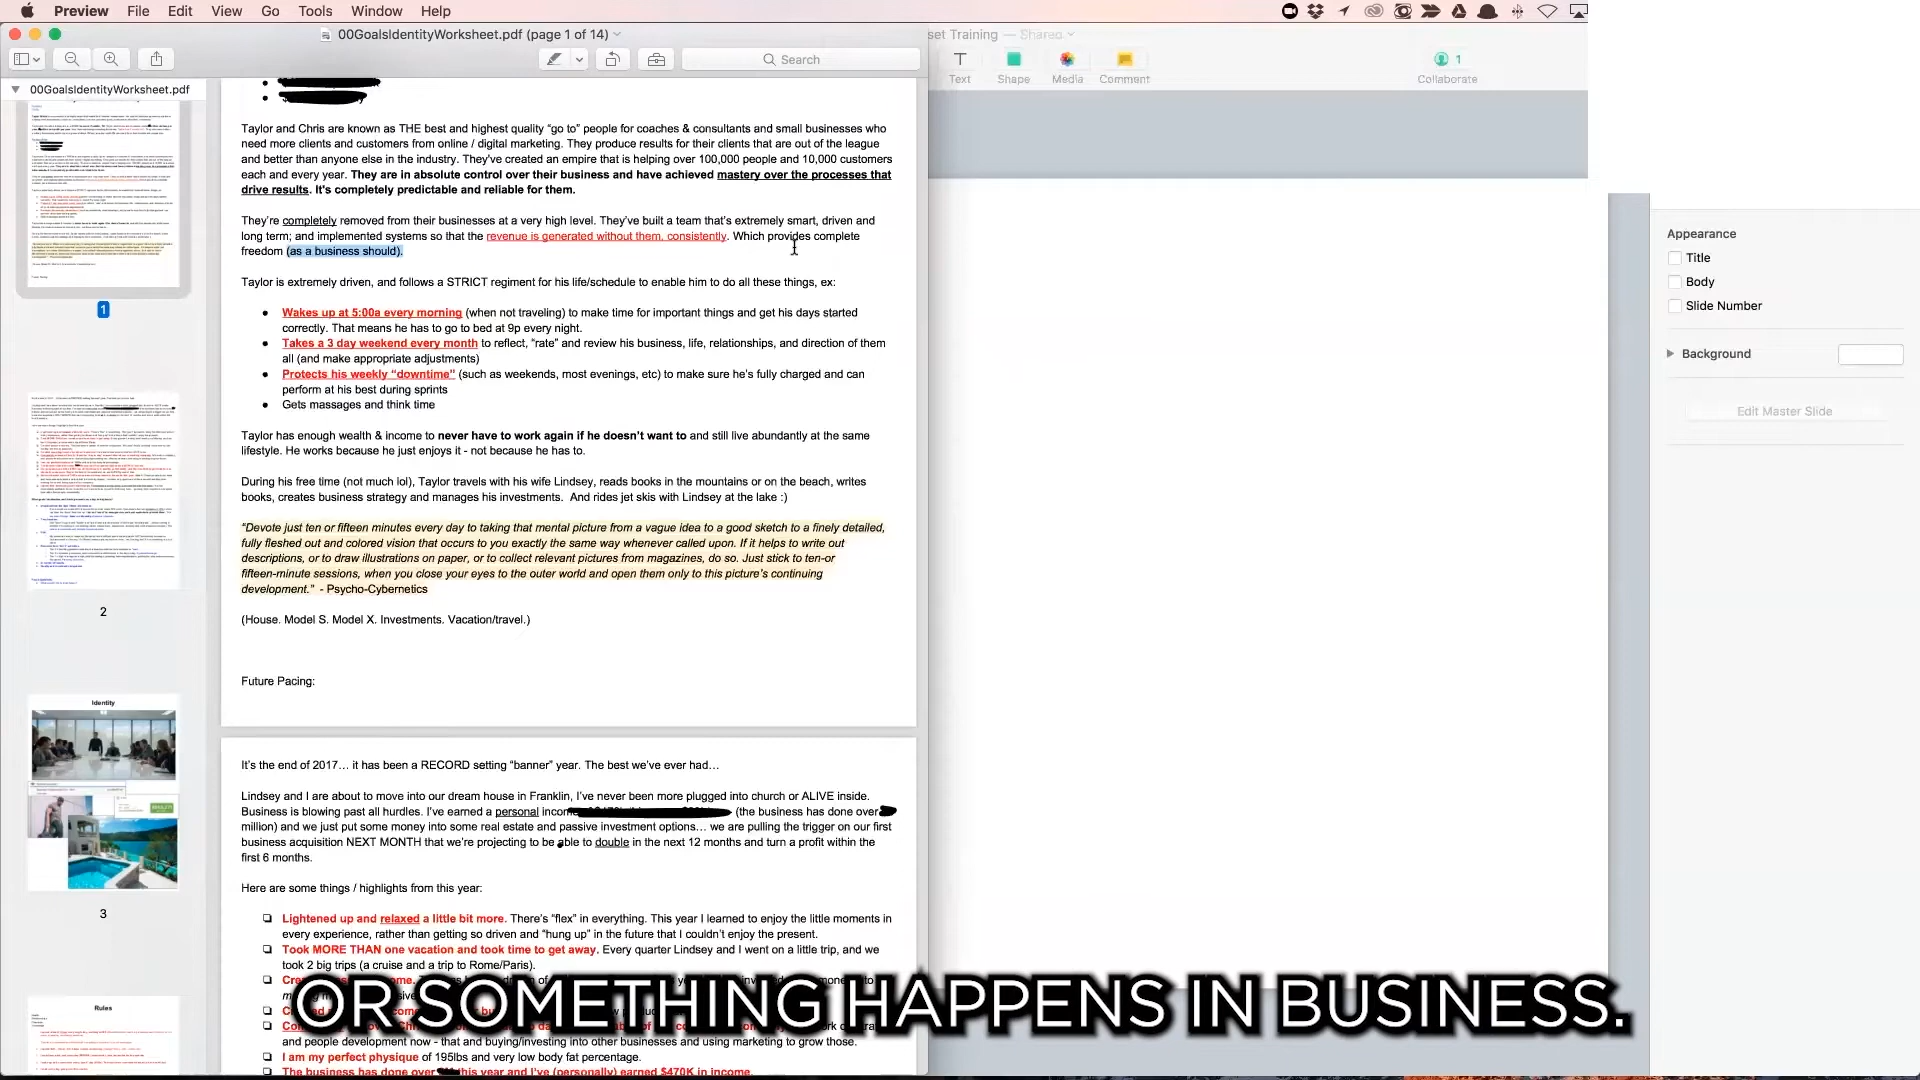 Preview File Edit View Go Tools Window Help
00GoalsIdentityWorksheet.pdf (page 1 of 14)
set Training — Shared
Search
Text Shape Media Comment
1
Collaborate
00GoalsIdentityWorksheet.pdf
Taylor and Chris are known as THE best and highest quality “go to” people for coaches & consultants and small businesses who
need more clients and customers from online / digital marketing. They produce results for their clients that are out of the league
and better than anyone else in the industry. They've created an empire that is helping over 100,000 people and 10,000 customers
each and every year. They are in absolute control over their business and have achieved mastery over the processes that
drive results. It's completely predictable and reliable for them.
They're completely removed from their businesses at a very high level. They've built a team that's extremely smart, driven and
long term; and implemented systems so that the revenue is generated without them. consistently. Which provides complete
freedom (as a business should).
Taylor is extremely driven, and follows a STRICT regiment for his life/schedule to enable him to do all these things, ex:
● Wakes up at 5:00a every morning (when not traveling) to make time for important things and get his days started
correctly. That means he has to go to bed at 9p every night.
● Takes a 3 day weekend every month to reflect, “rate” and review his business, life, relationships, and direction of them
all (and make appropriate adjustments)
● Protects his weekly “downtime” (such as weekends, most evenings, etc) to make sure he's fully charged and can
perform at his best during sprints
● Gets massages and think time
Taylor has enough wealth & income to never have to work again if he doesn't want to and still live abundantly at the same
lifestyle. He works because he just enjoys it - not because he has to.
During his free time (not much lol), Taylor travels with his wife Lindsey, reads books in the mountains or on the beach, writes
books, creates business strategy and manages his investments. And rides jet skis with Lindsey at the lake :)
“Devote just ten or fifteen minutes every day to taking that mental picture from a vague idea to a good sketch to a finely detailed,
fully fleshed out and colored vision that occurs to you exactly the same way whenever called upon. If it helps to write out
descriptions, or to draw illustrations on paper, or to collect relevant pictures from magazines, do so. Just stick to ten-or
fifteen-minute sessions, when you close your eyes to the outer world and open them only to this picture's continuing
development.” - Psycho-Cybernetics
(House. Model S. Model X. Investments. Vacation/travel.)
Future Pacing:
It's the end of 2017… it has been a RECORD setting “banner” year. The best we've ever had…
Lindsey and I are about to move into our dream house in Franklin, I've never been more plugged into church or ALIVE inside.
Business is blowing past all hurdles. I've earned a personal income (the business has done over
million) and we just put some money into some real estate and passive investment options… we are pulling the trigger on our first
business acquisition NEXT MONTH that we're projecting to be able to double in the next 12 months and turn a profit within the
first 6 months.
Here are some things / highlights from this year:
Lightened up and relaxed a little bit more. There's “flex” in everything. This year I learned to enjoy the little moments in
every experience, rather than getting so driven and “hung up” in the future that I couldn't enjoy the present.
Took MORE THAN one vacation and took time to get away. Every quarter Lindsey and I went on a little trip, and we
took 2 big trips (a cruise and a trip to Rome/Paris).
and people development now - that and buying/investing into other businesses and using marketing to grow those.
I am my perfect physique of 195lbs and very low body fat percentage.
The business has done over this year and I've (personally) earned $470K in income.
OR SOMETHING HAPPENS IN BUSINESS.
1
2
Identity
3
Rules
Appearance
Title
Body
Slide Number
Background
Edit Master Slide